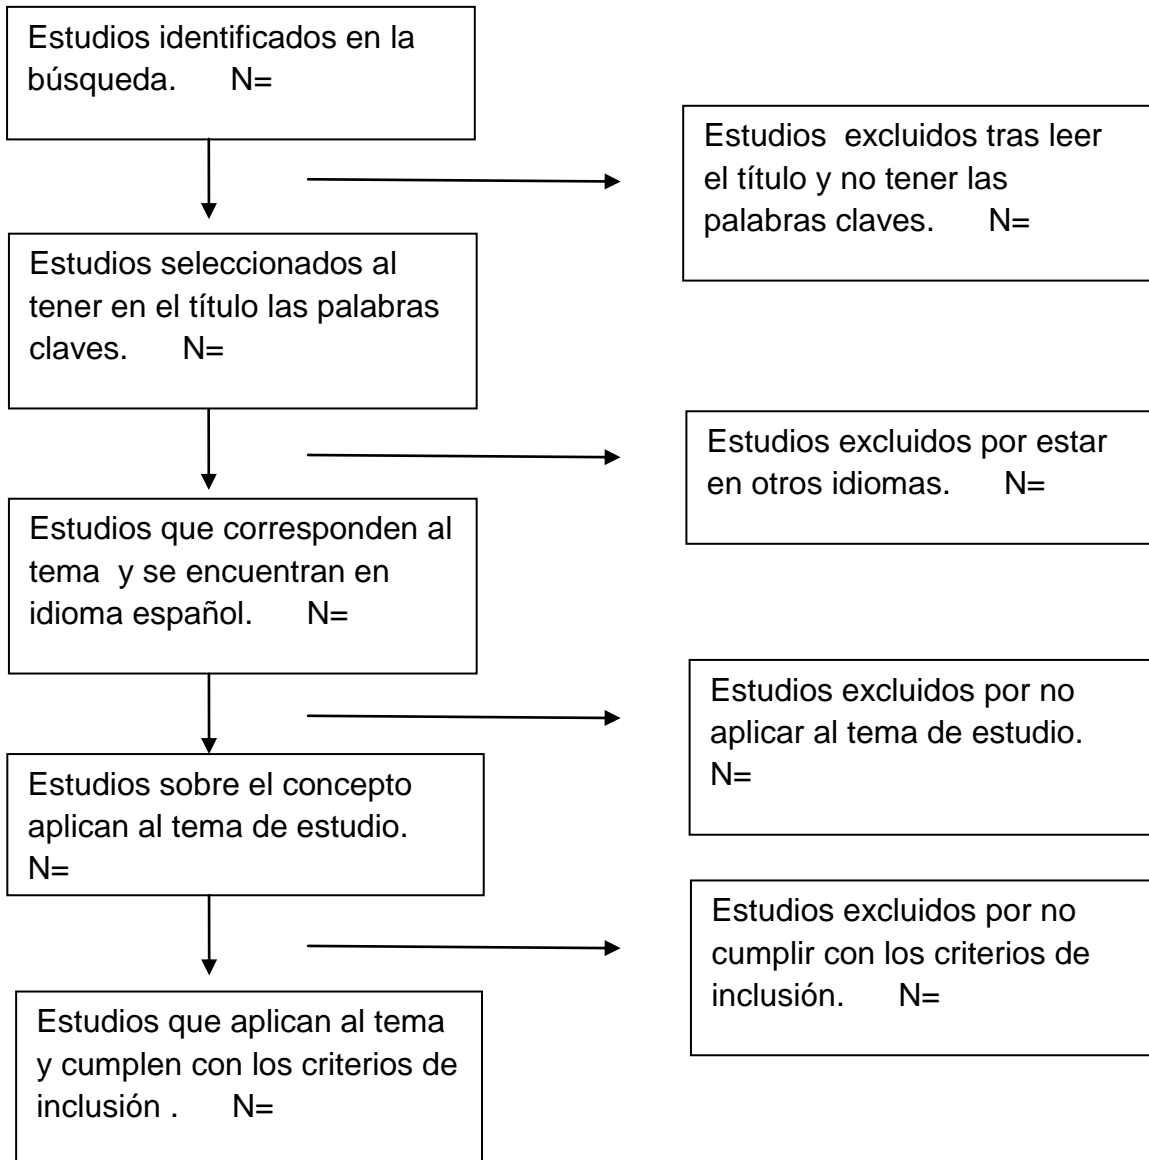 Estudios identificados en la
búsqueda. N=
Estudios excluidos tras leer
el título y no tener las
palabras claves. N=
Estudios seleccionados al
tener en el título las palabras
claves. N=
Estudios excluidos por estar
en otros idiomas. N=
Estudios que corresponden al
tema y se encuentran en
idioma español. N=
Estudios excluidos por no
aplicar al tema de estudio.
N=
Estudios sobre el concepto
aplican al tema de estudio.
N=
Estudios excluidos por no
cumplir con los criterios de
inclusión. N=
Estudios que aplican al tema
y cumplen con los criterios de
inclusión . N=